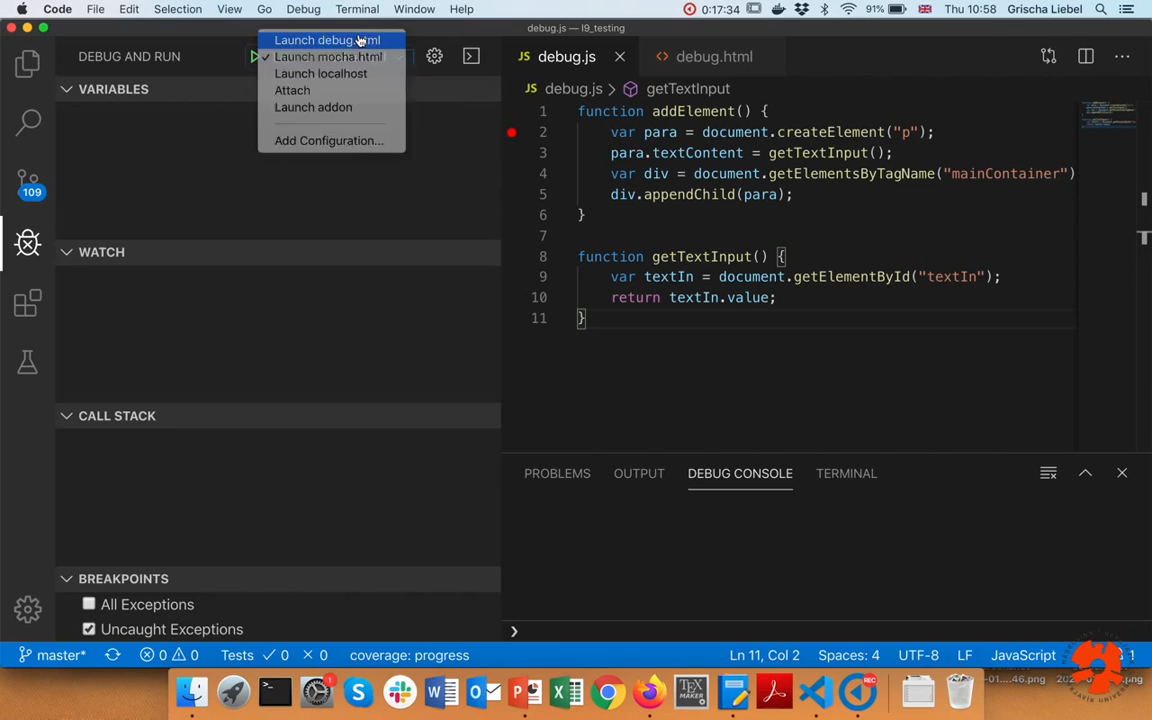 Code File Edit Selection View Go Debug Terminal Window Help 0:17:34 91% Thu 10:58 Grischa Liebel
debug.js — l9_testing
DEBUG AND RUN
Launch debug.html
Launch mocha.html
Launch localhost
Attach
Launch addon
Add Configuration...
VARIABLES
WATCH
CALL STACK
BREAKPOINTS
All Exceptions
Uncaught Exceptions
109
JS debug.js <> debug.html
debug.js > getTextInput
1 function addElement() {
2 var para = document.createElement("p");
3 para.textContent = getTextInput();
4 var div = document.getElementsByTagName("mainContainer")
5 div.appendChild(para);
6 }
7
8 function getTextInput() {
9 var textIn = document.getElementById("textIn");
10 return textIn.value;
11 }
PROBLEMS OUTPUT DEBUG CONSOLE TERMINAL
master* 0 0 Tests 0 0 coverage: progress Ln 11, Col 2 Spaces: 4 UTF-8 LF JavaScript 1